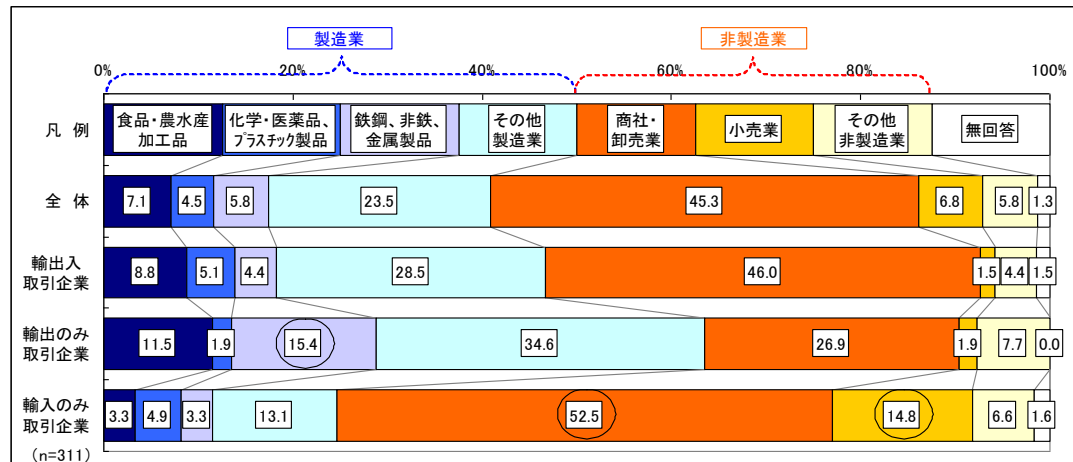 製造業
非製造業
0%
20%
40%
60%
80%
100%
凡 例
食品・農水産
加工品
化学・医薬品、
プラスチック製品
鉄鋼、非鉄、
金属製品
その他
製造業
商社・
卸売業
小売業
その他
非製造業
無回答
全 体
7.1
4.5
5.8
23.5
45.3
6.8
5.8
1.3
輸出入
取引企業
8.8
5.1
4.4
28.5
46.0
1.5
4.4
1.5
輸出のみ
取引企業
11.5
1.9
15.4
34.6
26.9
1.9
7.7
0.0
輸入のみ
取引企業
3.3
4.9
3.3
13.1
52.5
14.8
6.6
1.6
(n=311)